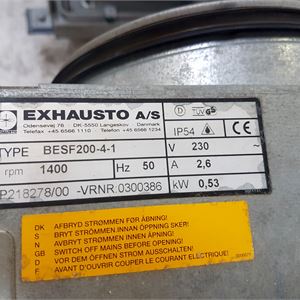 EXHAUSTO A/S
Odensevej 76 DK-5550 Langeskov Danmark
Telefon +45 6566 1110 Telefax +45 6566 1234
D TÜV GS
IP54
TYPE BESF200-4-1
V 230 ~
rpm 1400 Hz 50
A 2,6
P218278/00 -VRNR:0300386
kW 0,53
DK AFBRYD STRØMMEN FØR ÅBNING!
S BRYT STRÖMMEN INNAN ÖPPNING SKER!
N AVBRYT STRØMMEN INNEN ÅPNING!
GB SWITCH OFF MAINS BEFORE OPENING!
D VOR DEM ÖFFNEN STROM AUSSCHALTEN!
F AVANT D'OUVRIR COUPER LE COURANT ELECTRIQUE!